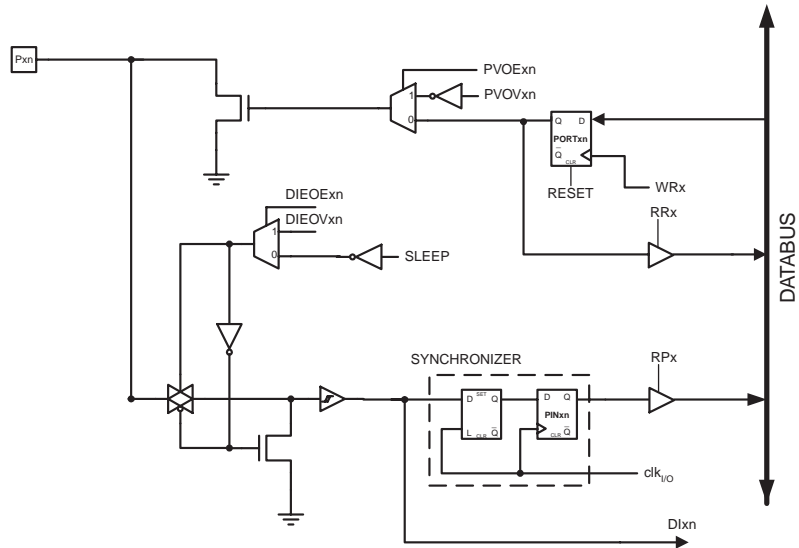 Pxn
PVOExn
PVOVxn
1
0
Q D
PORTxn
Q
CLR
RESET
WRx
RRx
DIEOExn
DIEOVxn
1
0
SLEEP
DATABUS
SYNCHRONIZER
RPx
D SET Q
L CLR Q
D Q
PINxn
CLR Q
clkI/O
DIxn